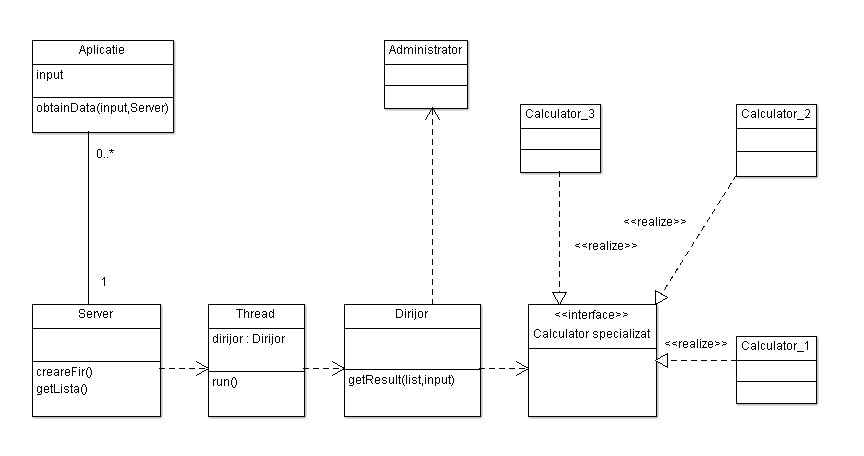 Aplicatie
input
obtainData(input,Server)
0..*
1
Administrator
Calculator_3
Calculator_2
<<realize>>
<<realize>>
Server
creareFir()
getLista()
Thread
dirijor : Dirijor
run()
Dirijor
getResult(list,input)
<<interface>>
Calculator specializat
<<realize>>
Calculator_1